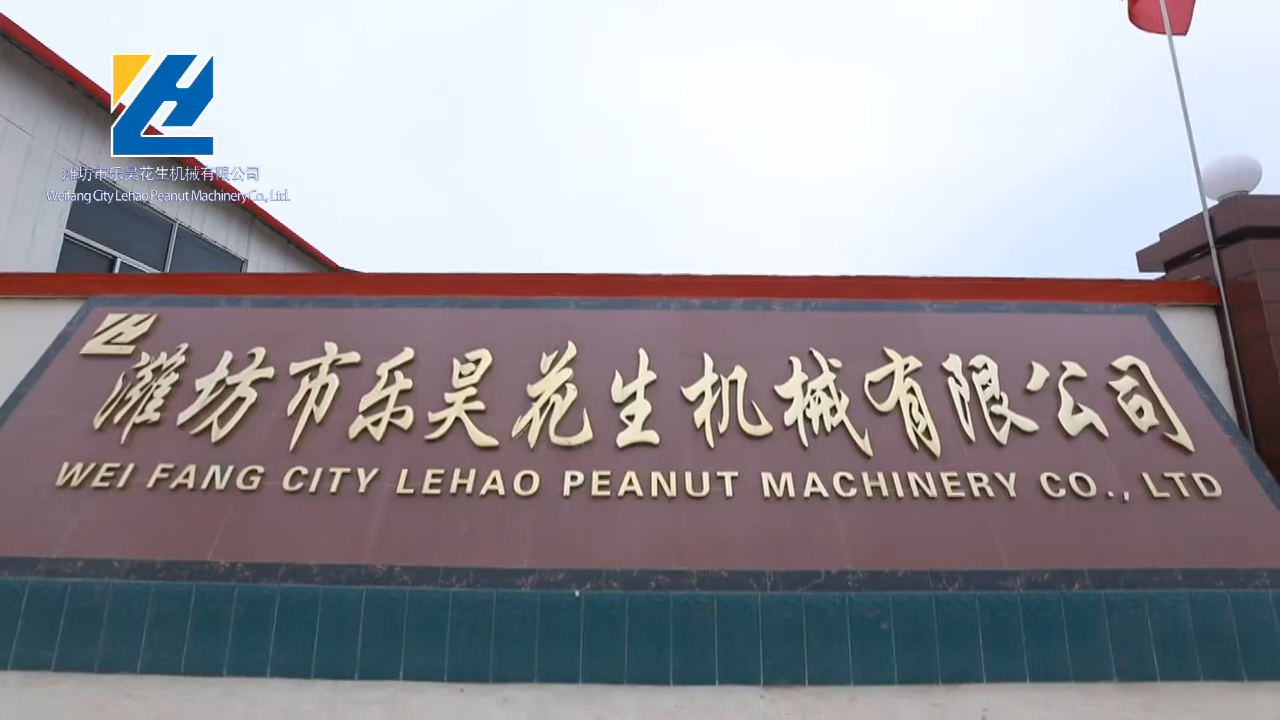 潍坊市乐昊花生机械有限公司
Weifang City Lehao Peanut Machinery Co., Ltd.
潍坊市乐昊花生机械有限公司
WEI FANG CITY LEHAO PEANUT MACHINERY CO., LTD